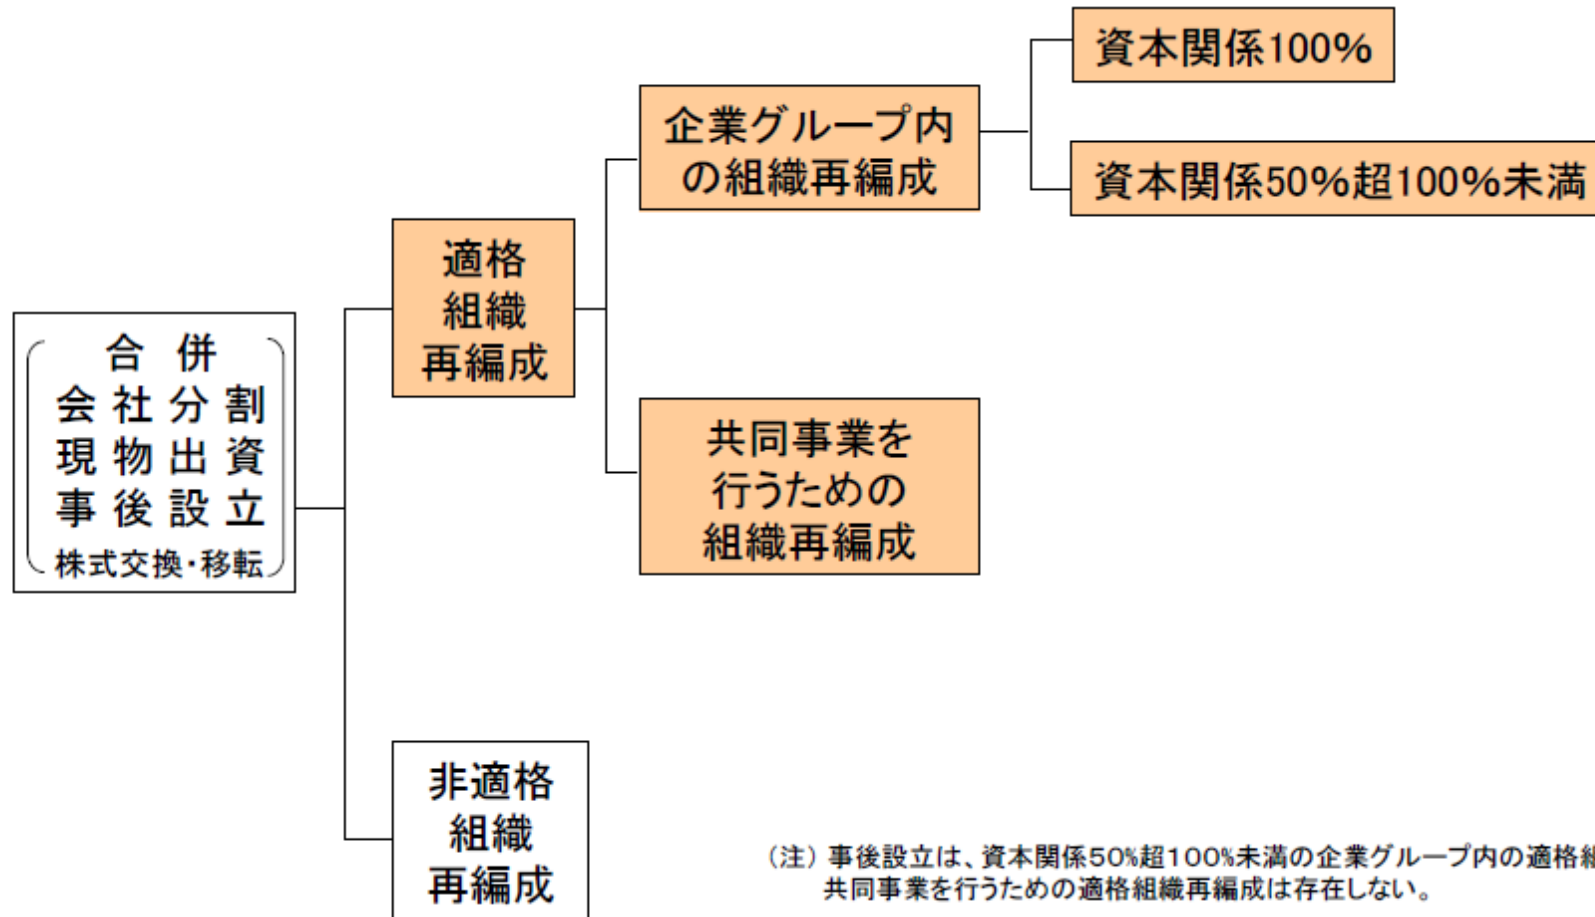 合 併
会 社 分 割
現 物 出 資
事 後 設 立
株式交換・移転
適格
組織
再編成
非適格
組織
再編成
企業グループ内
の組織再編成
共同事業を
行うための
組織再編成
資本関係100%
資本関係50%超100%未満
（注） 事後設立は、資本関係50%超100%未満の企業グループ内の適格組
共同事業を行うための適格組織再編成は存在しない。